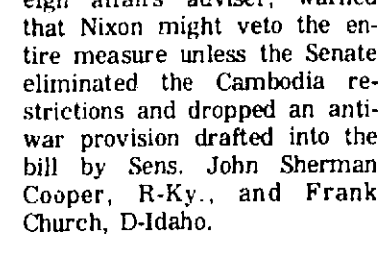 eign affairs adviser, warned
that Nixon might veto the en-
tire measure unless the Senate
eliminated the Cambodia re-
strictions and dropped an anti-
war provision drafted into the
bill by Sens. John Sherman
Cooper, R-Ky., and Frank
Church, D-Idaho.